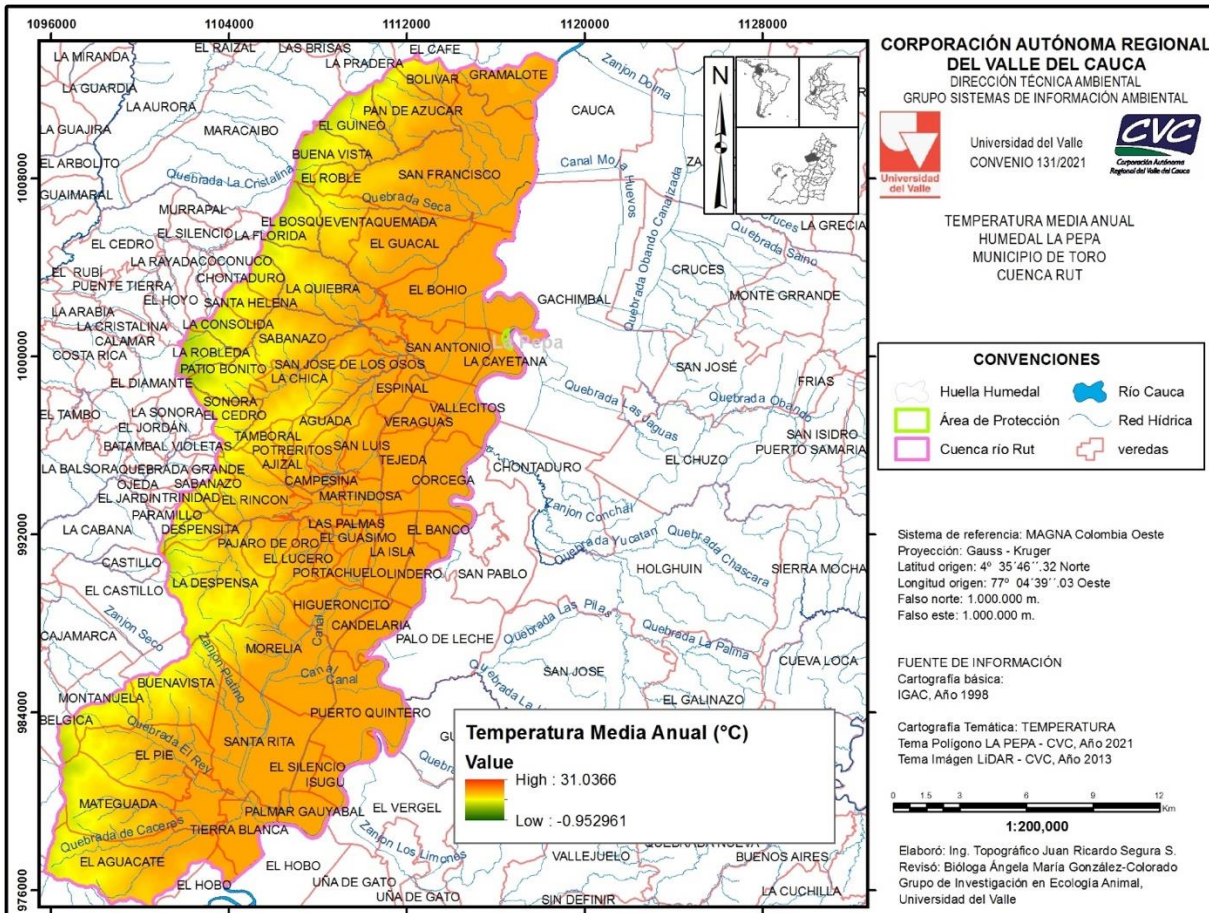 1096000 1104000 1112000 1120000 1128000
1008000
1000000
992000
984000
976000
EL RAIZAL
LAS BRISAS
EL CAFE
LA MIRANDA
LA PRADERA
BOLIVAR
GRAMALOTE
Zanjon Doima
LA GUARDIA
LA AURORA
PAN DE AZUCAR
CAUCA
LA GUAJIRA
MARACAIBO
EL GUINEO
EL ARBOLITO
BUENA VISTA
Canal Mo a Huevos
ZA
GUAIMARAL
Quebrada La Cristalina
EL ROBLE
SAN FRANCISCO
Quebrada Obando Canalizada
MURRAPAL
Quebrada Seca
Cruces
LA GRECIA
EL CEDRO
EL SILENCIO
EL BOSQUE
VENTAQUEMADA
LA FLORIDA
EL GUACAL
Quebrada Saino
LA RAYADA
COCONUCO
EL RUBÍ
PUENTE TIERRA
CHONTADURO
CRUCES
EL HOYO
LA QUIEBRA
EL BOHIO
GACHIMBAL
MONTE GRRANDE
LA ARABIA
SANTA HELENA
LA CRISTALINA
LA CONSOLIDA
CALAMAR
SABANAZO
La Pepa
COSTA RICA
LA ROBLEDA
SAN ANTONIO
PATIO BONITO
SAN JOSE DE LOS OSOS
LA CAYETANA
SAN JOSÉ
EL DIAMANTE
LA CHICA
ESPINAL
Quebrada Las Yaguas
FRIAS
SONORA
Quebrada Obando
EL TAMBO
LA SONORA
EL CEDRO
AGUADA
VALLECITOS
EL JORDÁN
VERAGUAS
SAN ISIDRO
BATAMBAL
VIOLETAS
TAMBORAL
POTRERITOS
SAN LUIS
PUERTO SAMARIA
LA BALSORA
QUEBRADA GRANDE
AJIZAL
TEJEDA
CHONTADURO
EL CHUZO
OJEDA
SABANAZO
CAMPESINA
CORCEGA
EL JARDIN
TRINIDAD
EL RINCON
MARTINDOSA
PARAMILLO
Zanjon Conchal
LA CABANA
DESPENSITA
LAS PALMAS
EL BANCO
PAJARO DE ORO
EL GUASIMO
Quebrada Yucatan
Quebrada Chascara
CASTILLO
EL LUCERO
LA ISLA
HOLGHUIN
SIERRA MOCHA
EL CASTILLO
LA DESPENSA
PORTACHUELO
LINDERO
SAN PABLO
HIGUERONCITO
Quebrada Las Pilas
CAJAMARCA
Zanjon Seco
Canal
CANDELARIA
PALO DE LECHE
Quebrada La Palma
CUEVA LOCA
MORELIA
Zanjon Platino
Canal
Canal
SAN JOSE
BUENAVISTA
MONTANUELA
EL GALINAZO
BELGICA
PUERTO QUINTERO
Quebrada El Rey
SANTA RITA
EL PIE
EL SILENCIO
ISUGU
MATEGUADA
PALMAR GAUYABAL
EL VERGEL
Quebrada de Caceres
TIERRA BLANCA
Zanjon Los Limones
VALLEJUELO
BUENOS AIRES
EL AGUACATE
EL HOBO
EL HOBO
UÑA DE GATO
UÑA DE GATO
SIN DEFINIR
LA CUCHILLA
N
Temperatura Media Anual (°C)
Value
High : 31.0366
Low : -0.952961
CORPORACIÓN AUTÓNOMA REGIONAL
DEL VALLE DEL CAUCA
DIRECCIÓN TÉCNICA AMBIENTAL
GRUPO SISTEMAS DE INFORMACIÓN AMBIENTAL
Universidad
del Valle
Universidad del Valle
CONVENIO 131/2021
CVC
Corporación Autónoma
Regional del Valle del Cauca
TEMPERATURA MEDIA ANUAL
HUMEDAL LA PEPA
MUNICIPIO DE TORO
CUENCA RUT
CONVENCIONES
Huella Humedal
Río Cauca
Área de Protección
Red Hídrica
Cuenca río Rut
veredas
Sistema de referencia: MAGNA Colombia Oeste
Proyección: Gauss - Kruger
Latitud origen: 4º 35´46´´.32 Norte
Longitud origen: 77º 04´39´´.03 Oeste
Falso norte: 1.000.000 m.
Falso este: 1.000.000 m.
FUENTE DE INFORMACIÓN
Cartografía básica:
IGAC, Año 1998
Cartografía Temática: TEMPERATURA
Tema Polígono LA PEPA - CVC, Año 2021
Tema Imágen LiDAR - CVC, Año 2013
0 1.5 3 6 9 12
Km
1:200,000
Elaboró: Ing. Topográfico Juan Ricardo Segura S.
Revisó: Bióloga Ángela María González-Colorado
Grupo de Investigación en Ecología Animal,
Universidad del Valle